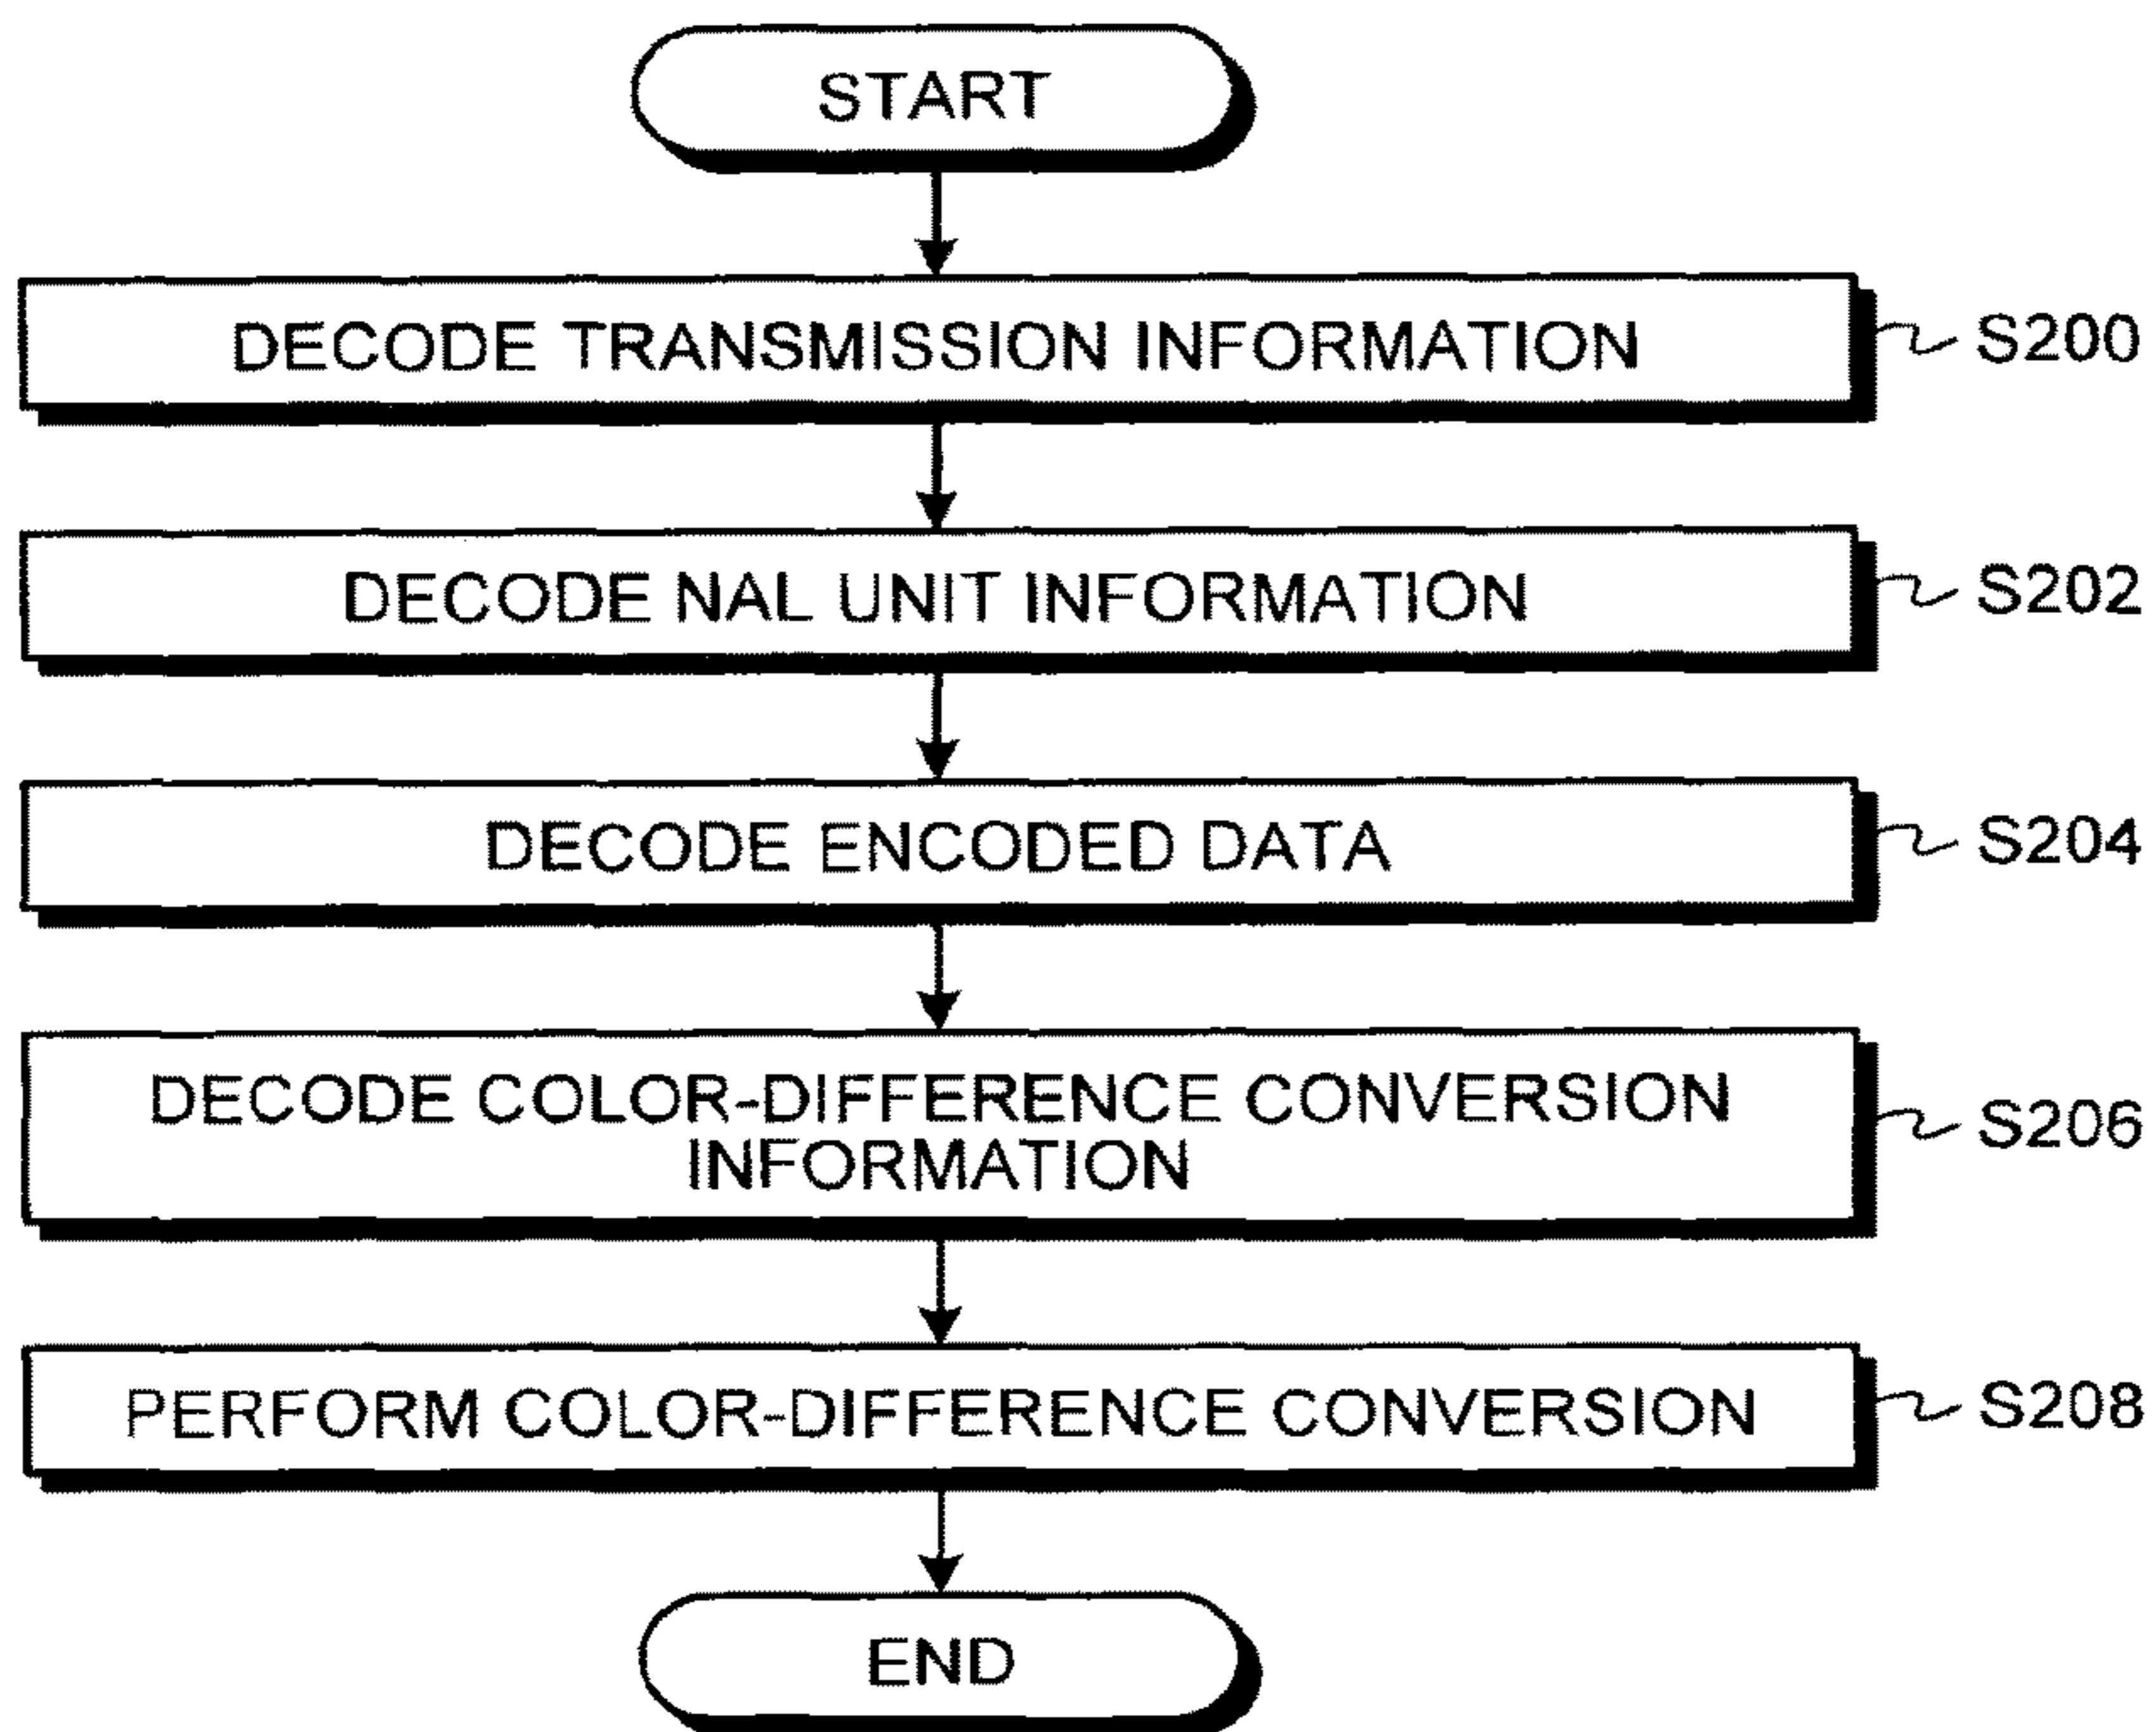 START
DECODE TRANSMISSION INFORMATION
S200
DECODE NAL UNIT INFORMATION
S202
DECODE ENCODED DATA
S204
DECODE COLOR-DIFFERENCE CONVERSION
INFORMATION
S206
PERFORM COLOR-DIFFERENCE CONVERSION
S208
END